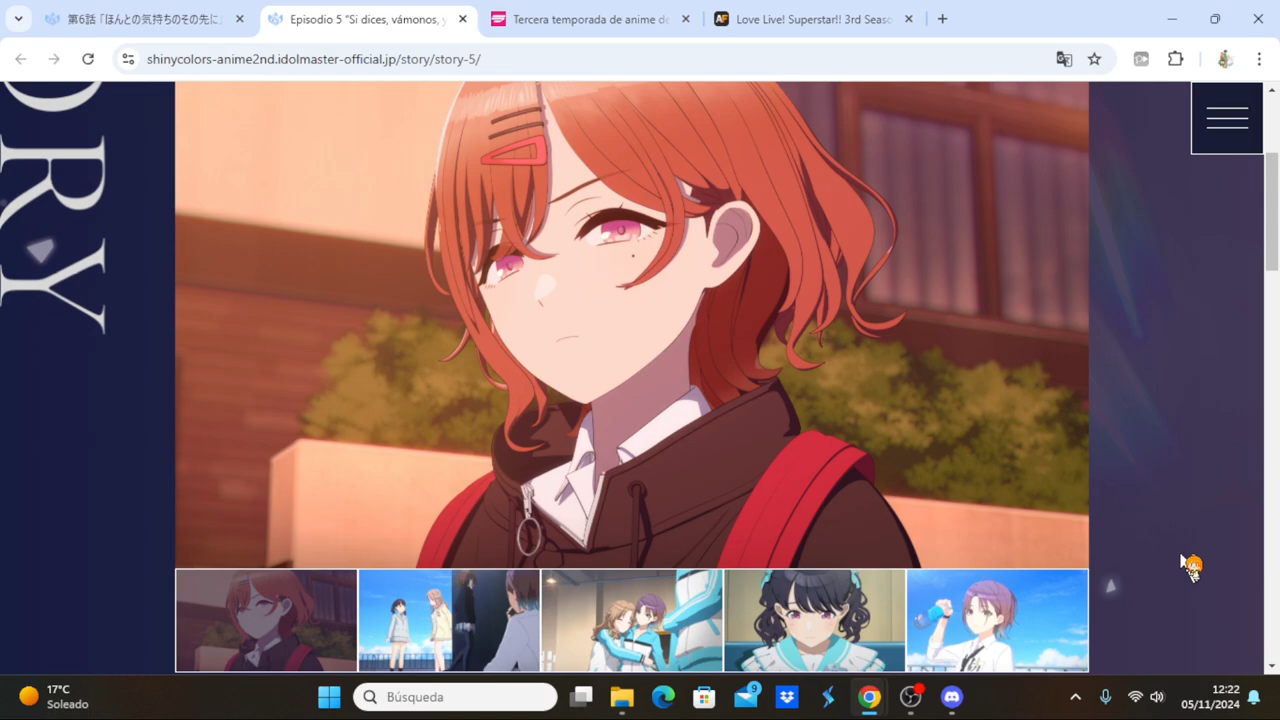 第6話「ほんとの気持ちのその先に」
Episodio 5 "Si dices, vámonos, y
Tercera temporada de anime de
Love Live! Superstar!! 3rd Seaso
shinycolors-anime2nd.idolmaster-official.jp/story/story-5/
ORY
17°C
Soleado
Búsqueda
9
12:22
05/11/2024